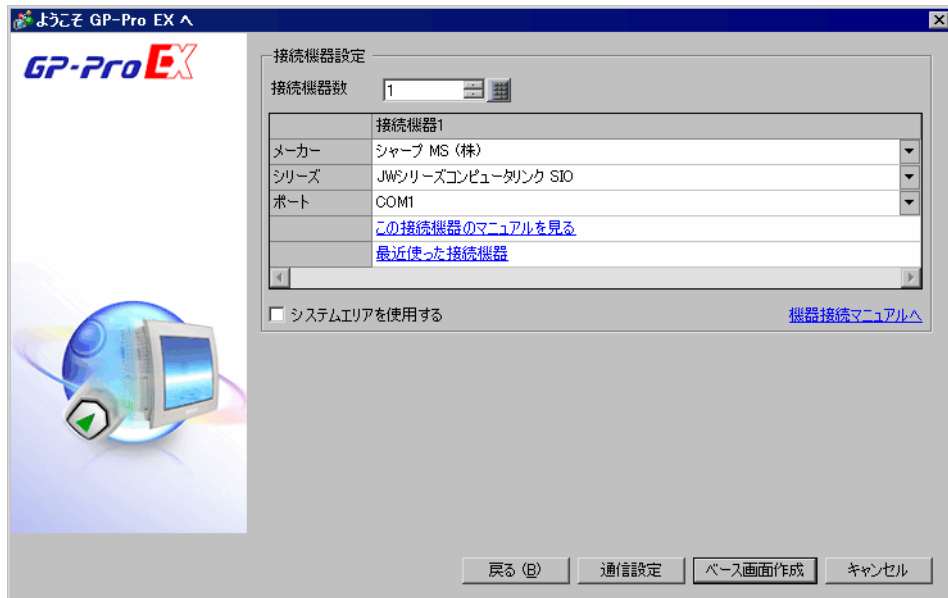 ようこそ GP-Pro EX へ
GP-Pro EX
接続機器設定
接続機器数 1
接続機器1
メーカー シャープ MS (株)
シリーズ JWシリーズコンピュータリンク SIO
ポート COM1
この接続機器のマニュアルを見る
最近使った接続機器
システムエリアを使用する 機器接続マニュアルへ
戻る (B) 通信設定 ベース画面作成 キャンセル